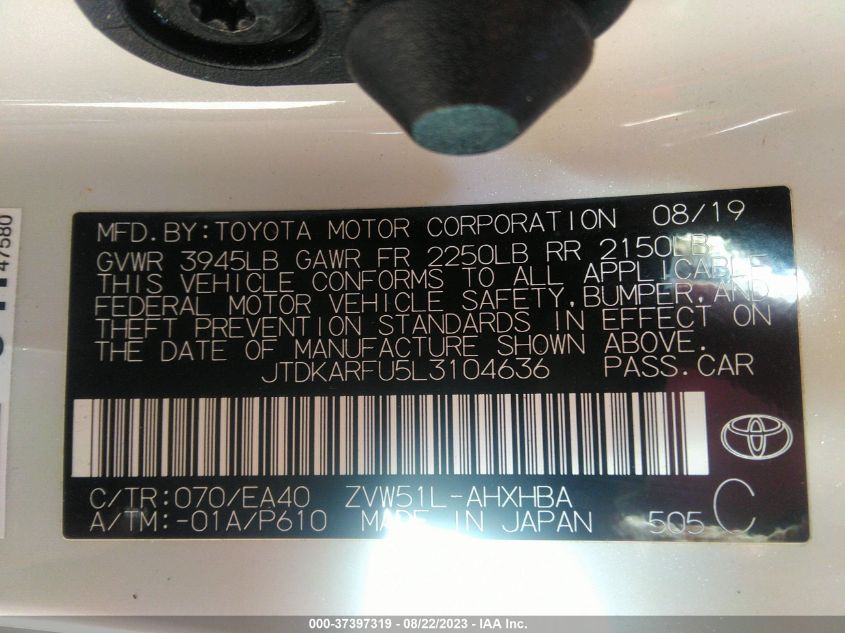 47580
MFD.BY:TOYOTA MOTOR CORPORATION 08/19
GVWR 3945LB GAWR FR 2250LB RR 2150LB
THIS VEHICLE CONFORMS TO ALL APPLICABLE
FEDERAL MOTOR VEHICLE SAFETY,BUMPER,AND
THEFT PREVENTION STANDARDS IN EFFECT ON
THE DATE OF MANUFACTURE SHOWN ABOVE.
JTDKARFU5L3104636 PASS.CAR
C/TR:070/EA40 ZVW51L-AHXHBA C
A/TM:-01A/P610 MADE IN JAPAN 505
000-37397319 - 08/22/2023 - IAA Inc.